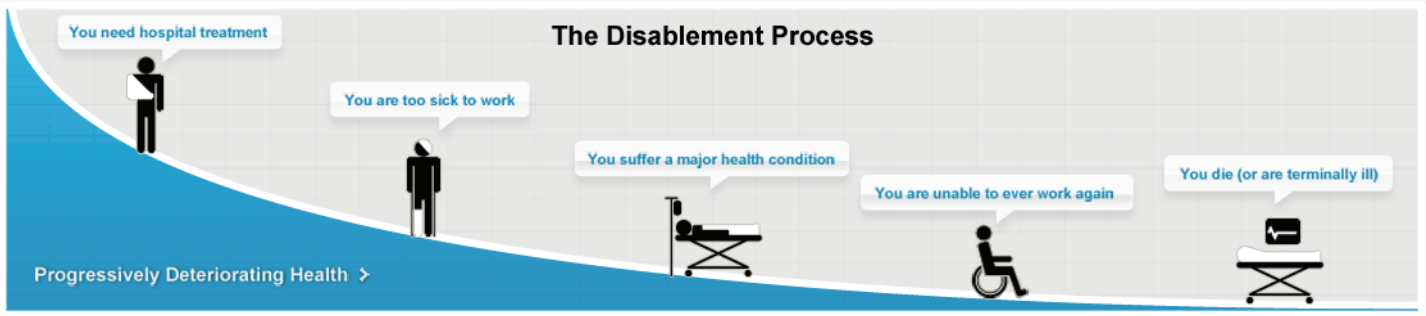 The Disablement Process
You need hospital treatment
You are too sick to work
You suffer a major health condition
You are unable to ever work again
You die (or are terminally ill)
Progressively Deteriorating Health >